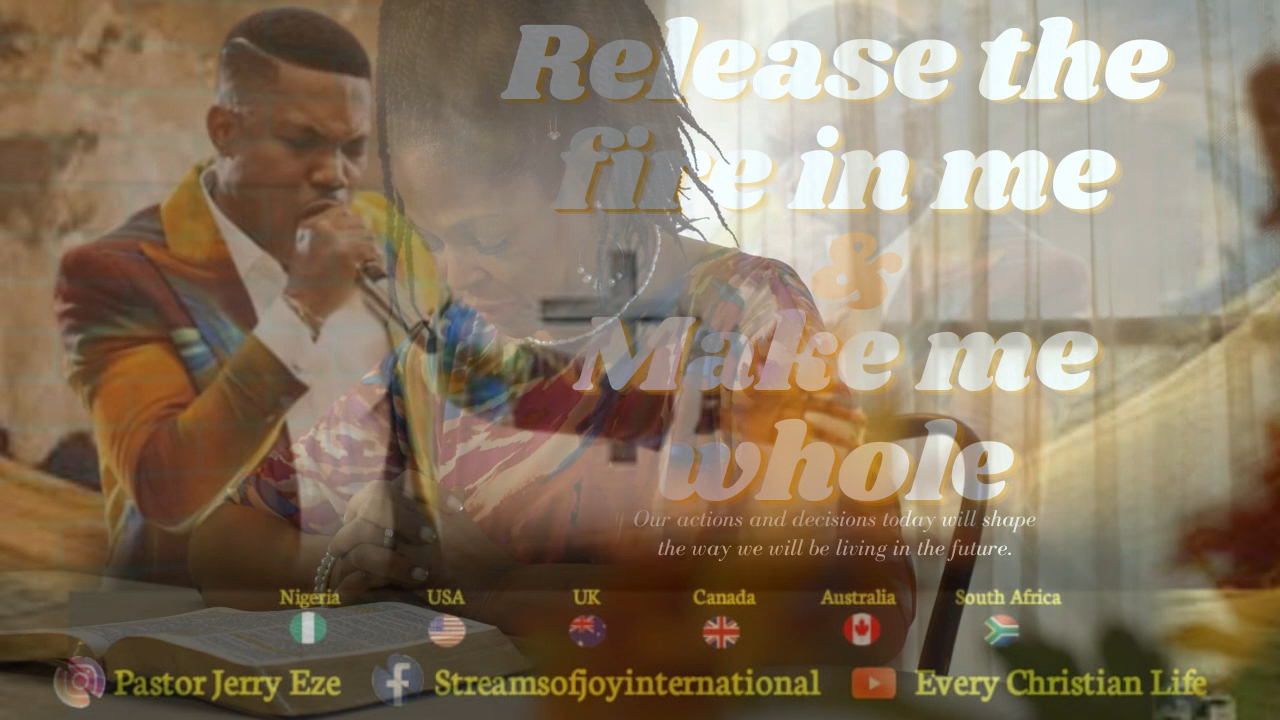 Release the
fire in me
&
Make me
whole
Our actions and decisions today will shape
the way we will be living in the future.
Nigeria USA UK Canada Australia South Africa
Pastor Jerry Eze Streamsofjoyinternational Every Christian Life